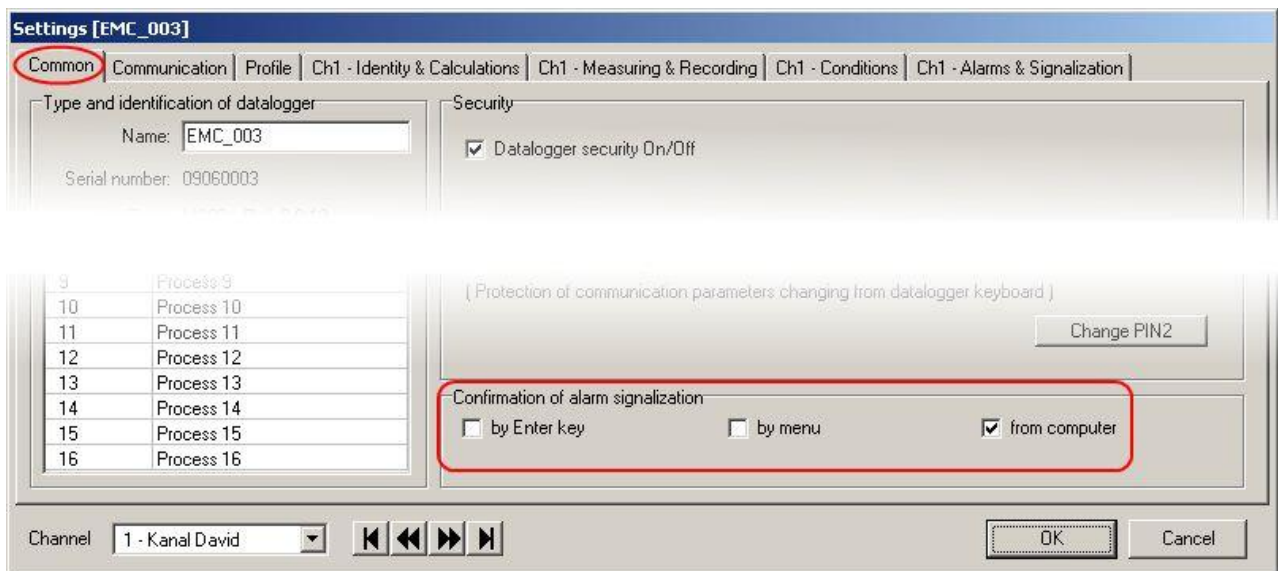 Settings [EMC_003]
Common Communication Profile Ch1 - Identity & Calculations Ch1 - Measuring & Recording Ch1 - Conditions Ch1 - Alarms & Signalization
Type and identification of datalogger
Name: EMC_003
Serial number: 09060003
Security
Datalogger security On/Off
9 Process 9
10 Process 10
11 Process 11
12 Process 12
13 Process 13
14 Process 14
15 Process 15
16 Process 16
( Protection of communication parameters changing from datalogger keyboard )
Change PIN2
Confirmation of alarm signalization
by Enter key by menu from computer
Channel 1 - Kanal David
OK Cancel